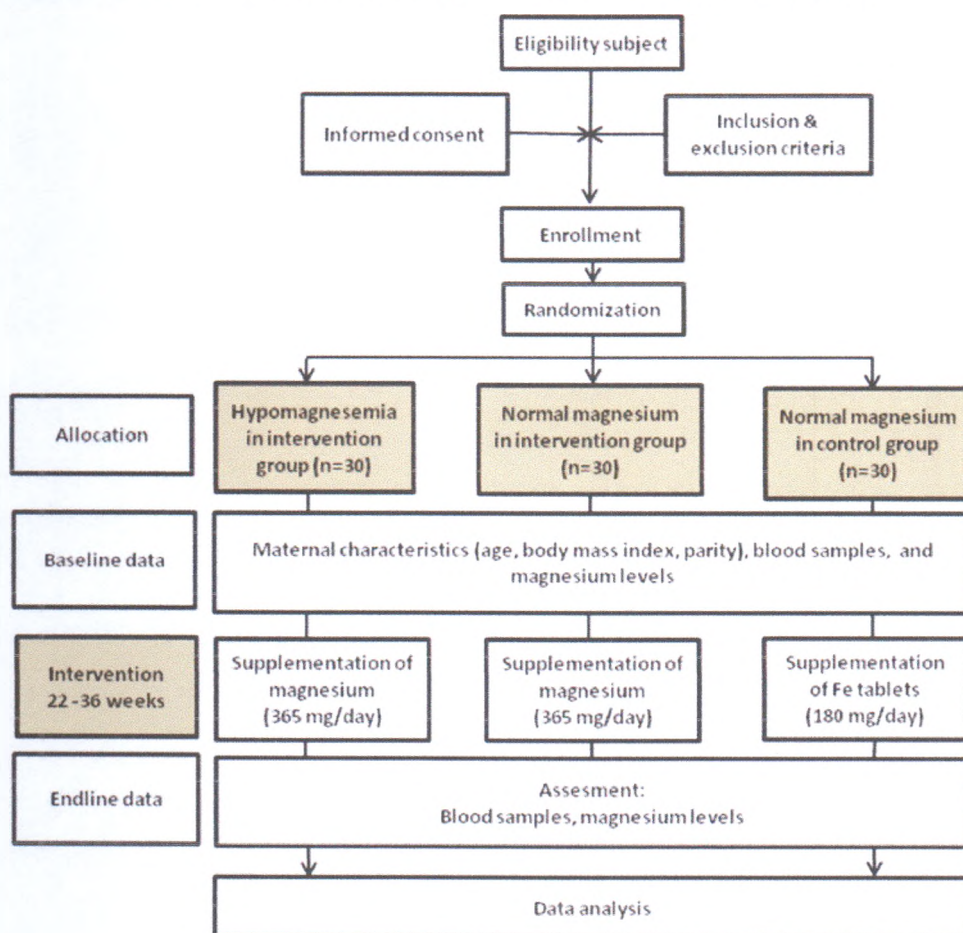 Eligibility subject
Informed consent
Inclusion &
exclusion criteria
Enrollment
Randomization
Allocation
Hypomagnesemia
in intervention
group (n=30)
Normal magnesium
in intervention group
(n=30)
Normal magnesium
in control group
(n=30)
Baseline data
Maternal characteristics (age, body mass index, parity), blood samples, and
magnesium levels
Intervention
22 -36 weeks
Supplementation of
magnesium
(365 mg/day)
Supplementation of
magnesium
(365 mg/day)
Supplementation
of Fe tablets
(180 mg/day)
Endline data
Assesment:
Blood samples, magnesium levels
Data analysis